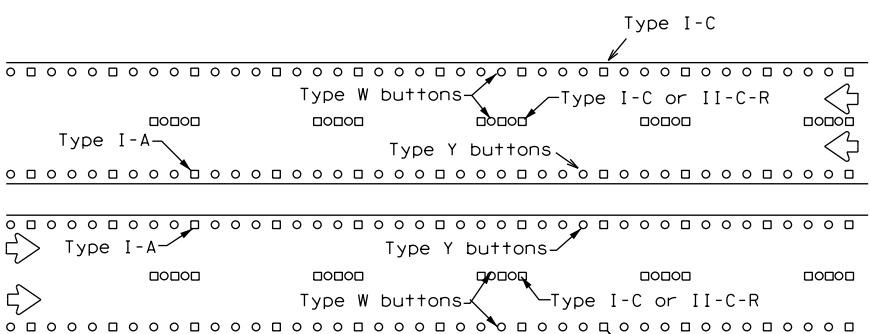 Type I-C
Type W buttons
Type I-C or II-C-R
Type I-A
Type Y buttons
Type I-A
Type Y buttons
Type W buttons
Type I-C or II-C-R